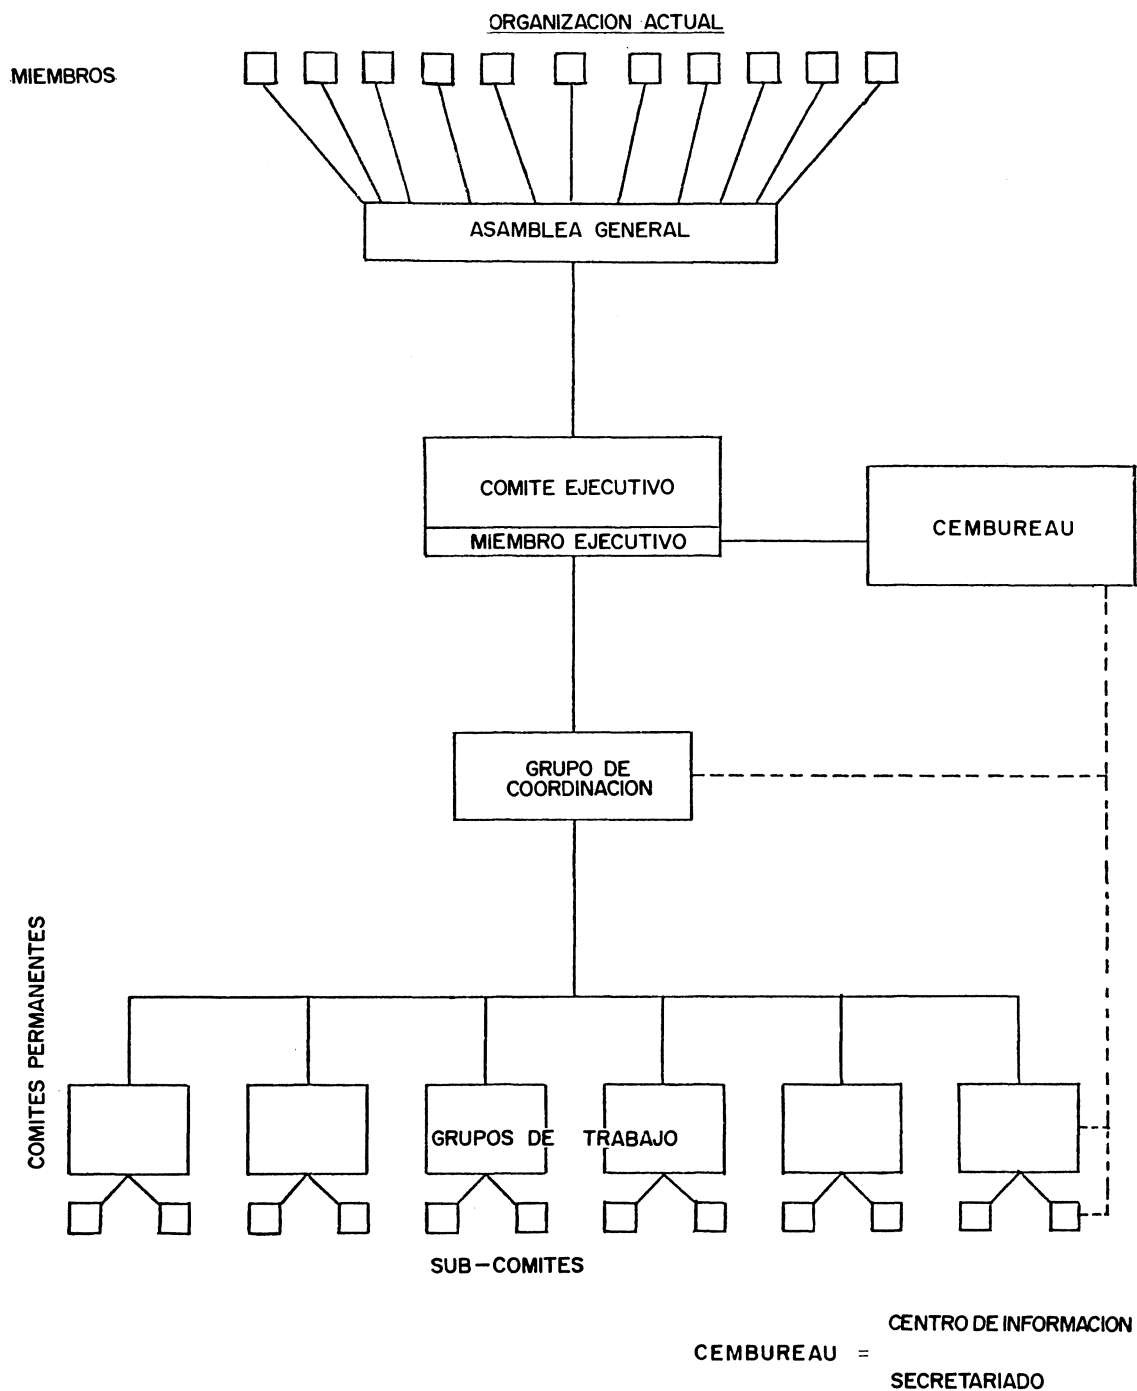 ORGANIZACION ACTUAL
MIEMBROS
ASAMBLEA GENERAL
COMITE EJECUTIVO
MIEMBRO EJECUTIVO
CEMBUREAU
GRUPO DE
COORDINACION
COMITES PERMANENTES
GRUPOS DE TRABAJO
SUB-COMITES
CENTRO DE INFORMACION
CEMBUREAU =
SECRETARIADO